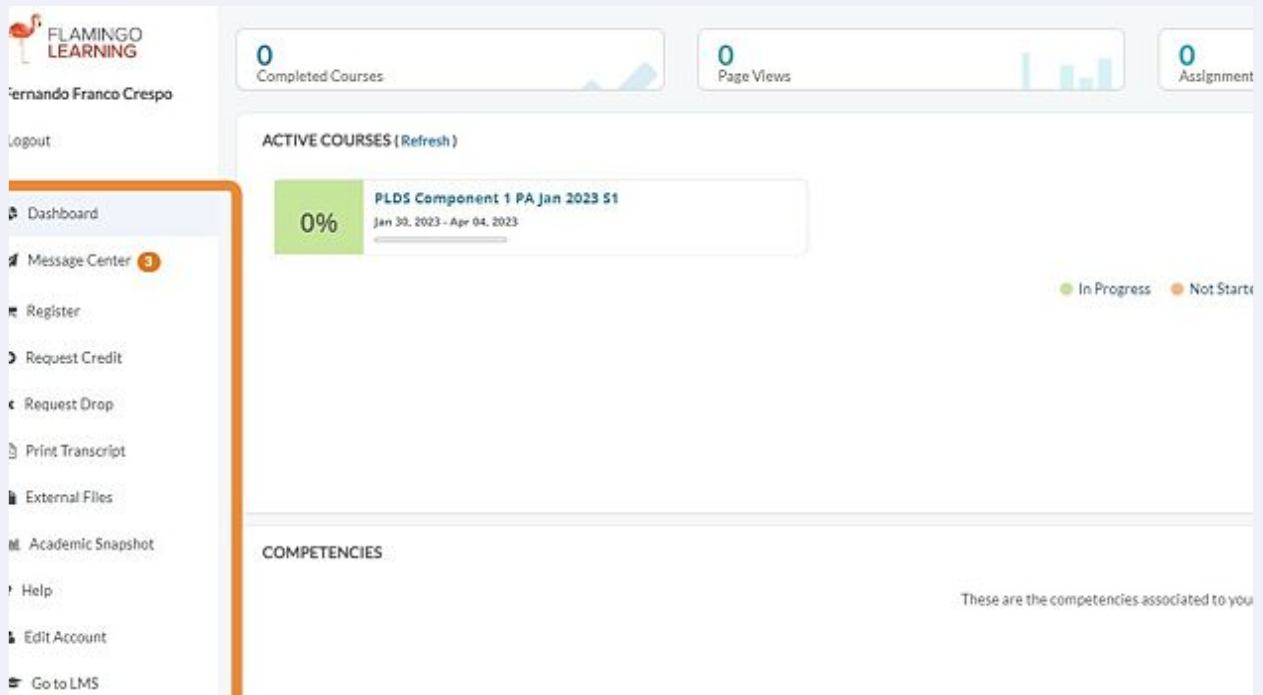 FLAMINGO
LEARNING
Fernando Franco Crespo
Logout
Dashboard
Message Center 3
Register
Request Credit
Request Drop
Print Transcript
External Files
Academic Snapshot
Help
Edit Account
Go to LMS
0
Completed Courses
0
Page Views
0
Assignment
ACTIVE COURSES ( Refresh )
0%
PLDS Component 1 PA Jan 2023 S1
Jan 30, 2023 - Apr 04, 2023
In Progress Not Starte
COMPETENCIES
These are the competencies associated to you